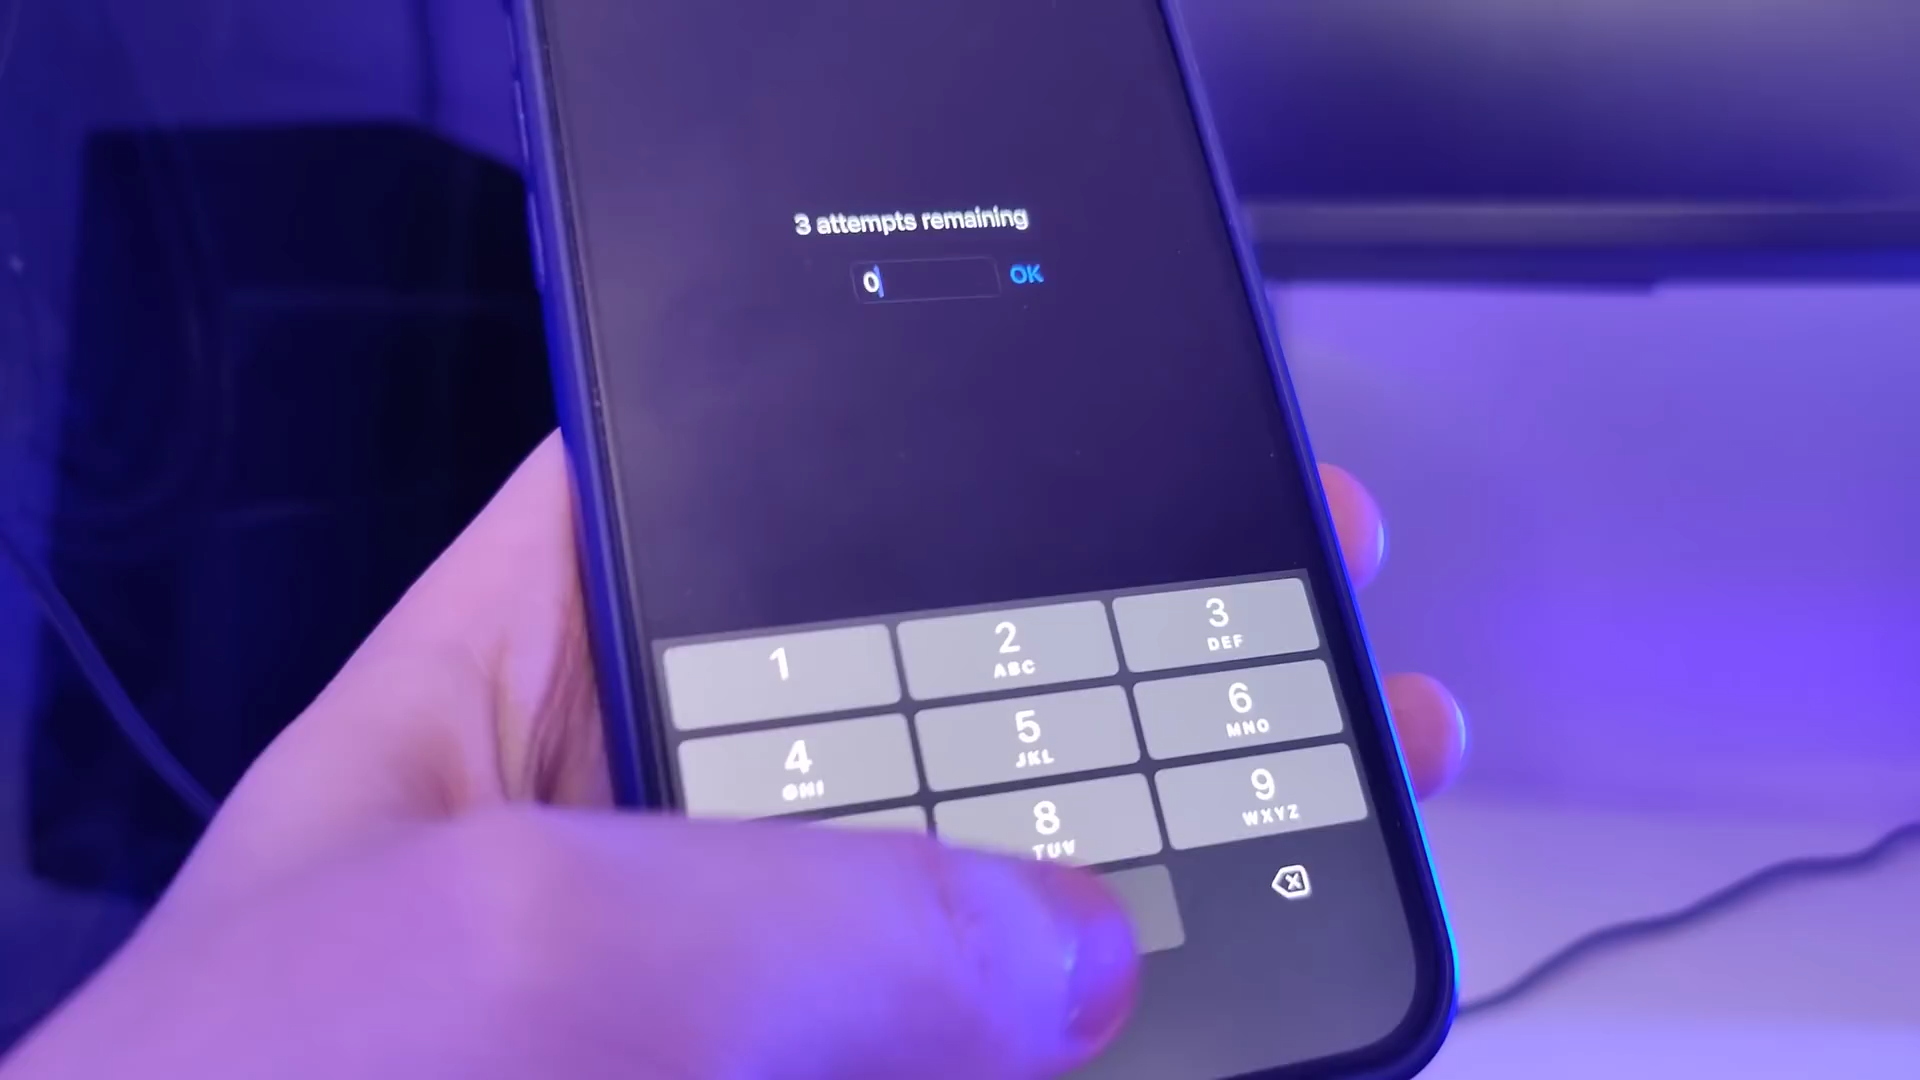 3 attempts remaining
0 OK
1 2 3
ABC DEF
4 5 6
GHI JKL MNO
8 9
TUV WXYZ